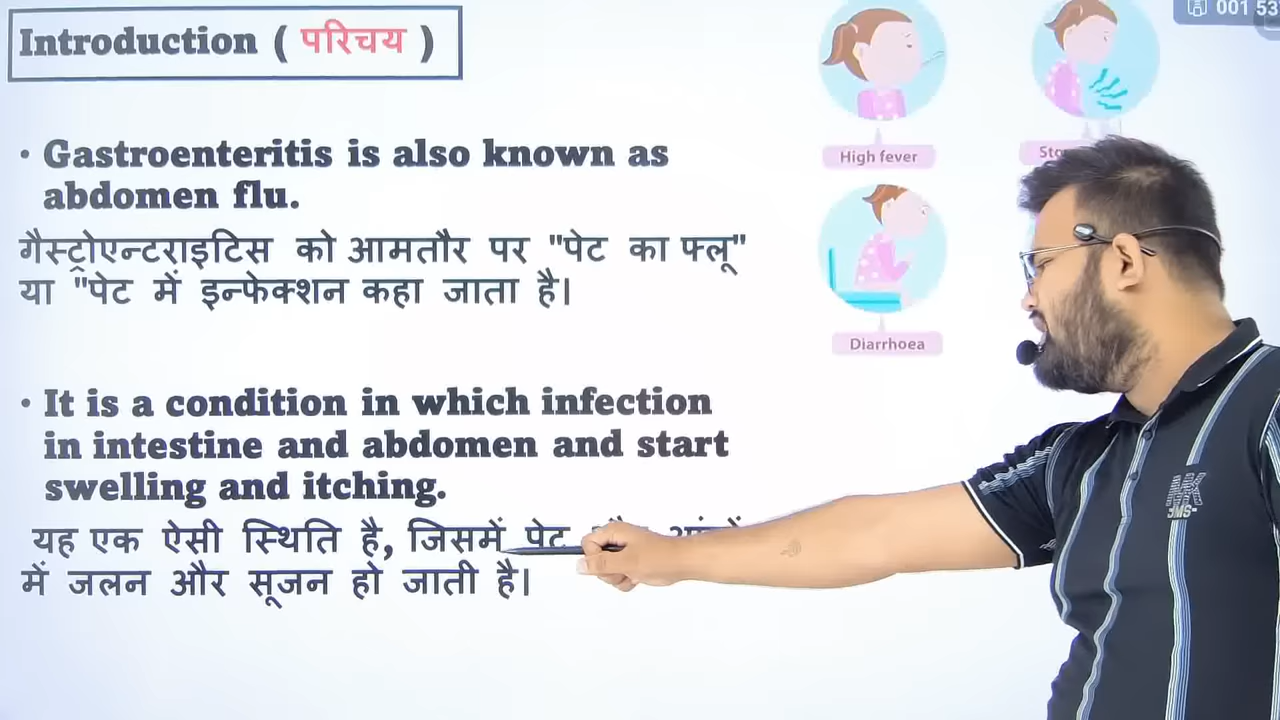 Introduction ( परिचय )
001 53
• Gastroenteritis is also known as
abdomen flu.
गैस्ट्रोएन्टराइटिस को आमतौर पर "पेट का फ्लू"
या "पेट में इन्फेक्शन कहा जाता है।
High fever
Diarrhoea
• It is a condition in which infection
in intestine and abdomen and start
swelling and itching.
यह एक ऐसी स्थिति है, जिसमें पेट
में जलन और सूजन हो जाती है।